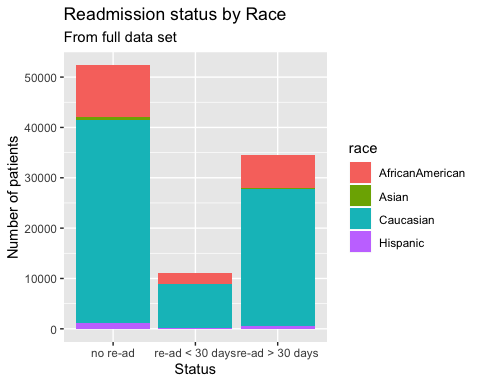 Readmission status by Race
From full data set
Number of patients
50000
40000
30000
20000
10000
0
no re-ad
re-ad < 30 days
re-ad > 30 days
Status
race
AfricanAmerican
Asian
Caucasian
Hispanic